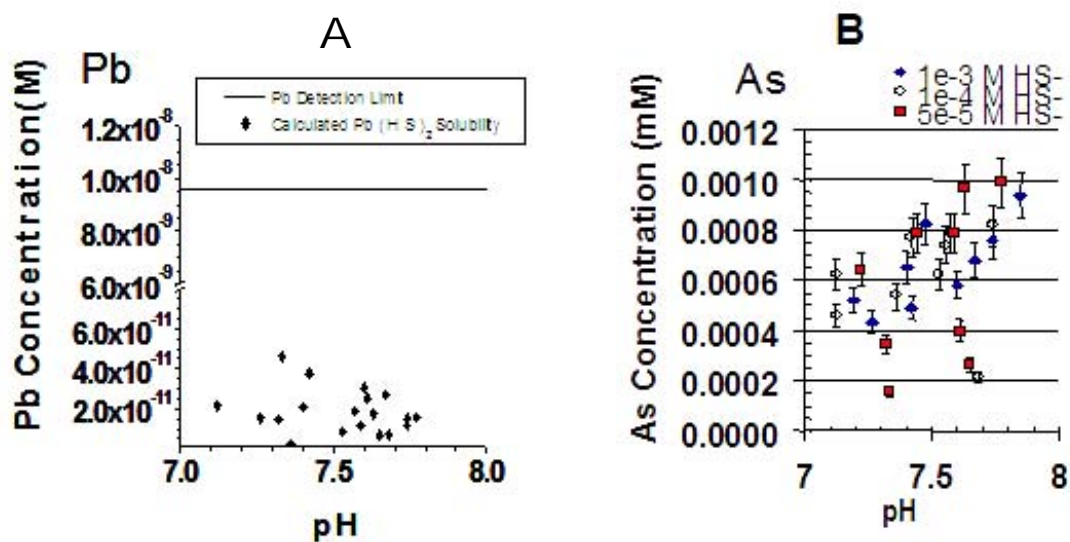 A
Pb
Pb Detection Limit
Calculated Pb (HS)2 Solubility
Pb Concentration(M)
1.2x10-8
1.0x10-8
8.0x10-9
6.0x10-9
6.0x10-11
4.0x10-11
2.0x10-11
7.0 7.5 8.0
pH
B
As
1e-3 M HS-
1e-4 M HS-
5e-5 M HS-
As Concentration (mM)
0.0012
0.0010
0.0008
0.0006
0.0004
0.0002
0.0000
7 7.5 8
pH